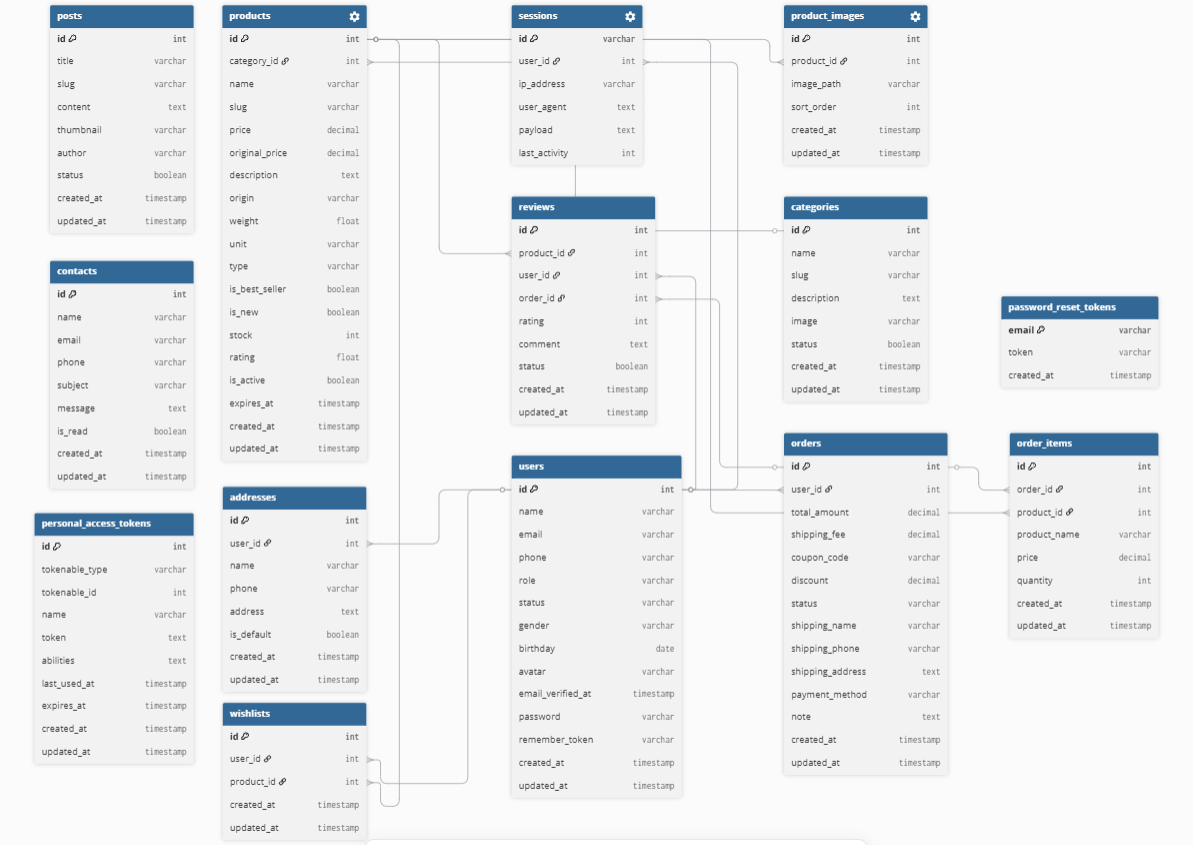 posts
id int
title varchar
slug varchar
content text
thumbnail varchar
author varchar
status boolean
created_at timestamp
updated_at timestamp
contacts
id int
name varchar
email varchar
phone varchar
subject varchar
message text
is_read boolean
created_at timestamp
updated_at timestamp
personal_access_tokens
id int
tokenable_type varchar
tokenable_id int
name varchar
token text
abilities text
last_used_at timestamp
expires_at timestamp
created_at timestamp
updated_at timestamp
products
id int
category_id int
name varchar
slug varchar
price decimal
original_price decimal
description text
origin varchar
weight float
unit varchar
type varchar
is_best_seller boolean
is_new boolean
stock int
rating float
is_active boolean
expires_at timestamp
created_at timestamp
updated_at timestamp
addresses
id int
user_id int
name varchar
phone varchar
address text
is_default boolean
created_at timestamp
updated_at timestamp
wishlists
id int
user_id int
product_id int
created_at timestamp
updated_at timestamp
sessions
id varchar
user_id int
ip_address varchar
user_agent text
payload text
last_activity int
reviews
id int
product_id int
user_id int
order_id int
rating int
comment text
status boolean
created_at timestamp
updated_at timestamp
users
id int
name varchar
email varchar
phone varchar
role varchar
status varchar
gender varchar
birthday date
avatar varchar
email_verified_at timestamp
password varchar
remember_token varchar
created_at timestamp
updated_at timestamp
product_images
id int
product_id int
image_path varchar
sort_order int
created_at timestamp
updated_at timestamp
categories
id int
name varchar
slug varchar
description text
image varchar
status boolean
created_at timestamp
updated_at timestamp
orders
id int
user_id int
total_amount decimal
shipping_fee decimal
coupon_code varchar
discount decimal
status varchar
shipping_name varchar
shipping_phone varchar
shipping_address text
payment_method varchar
note text
created_at timestamp
updated_at timestamp
password_reset_tokens
email varchar
token varchar
created_at timestamp
order_items
id int
order_id int
product_id int
product_name varchar
price decimal
quantity int
created_at timestamp
updated_at timestamp